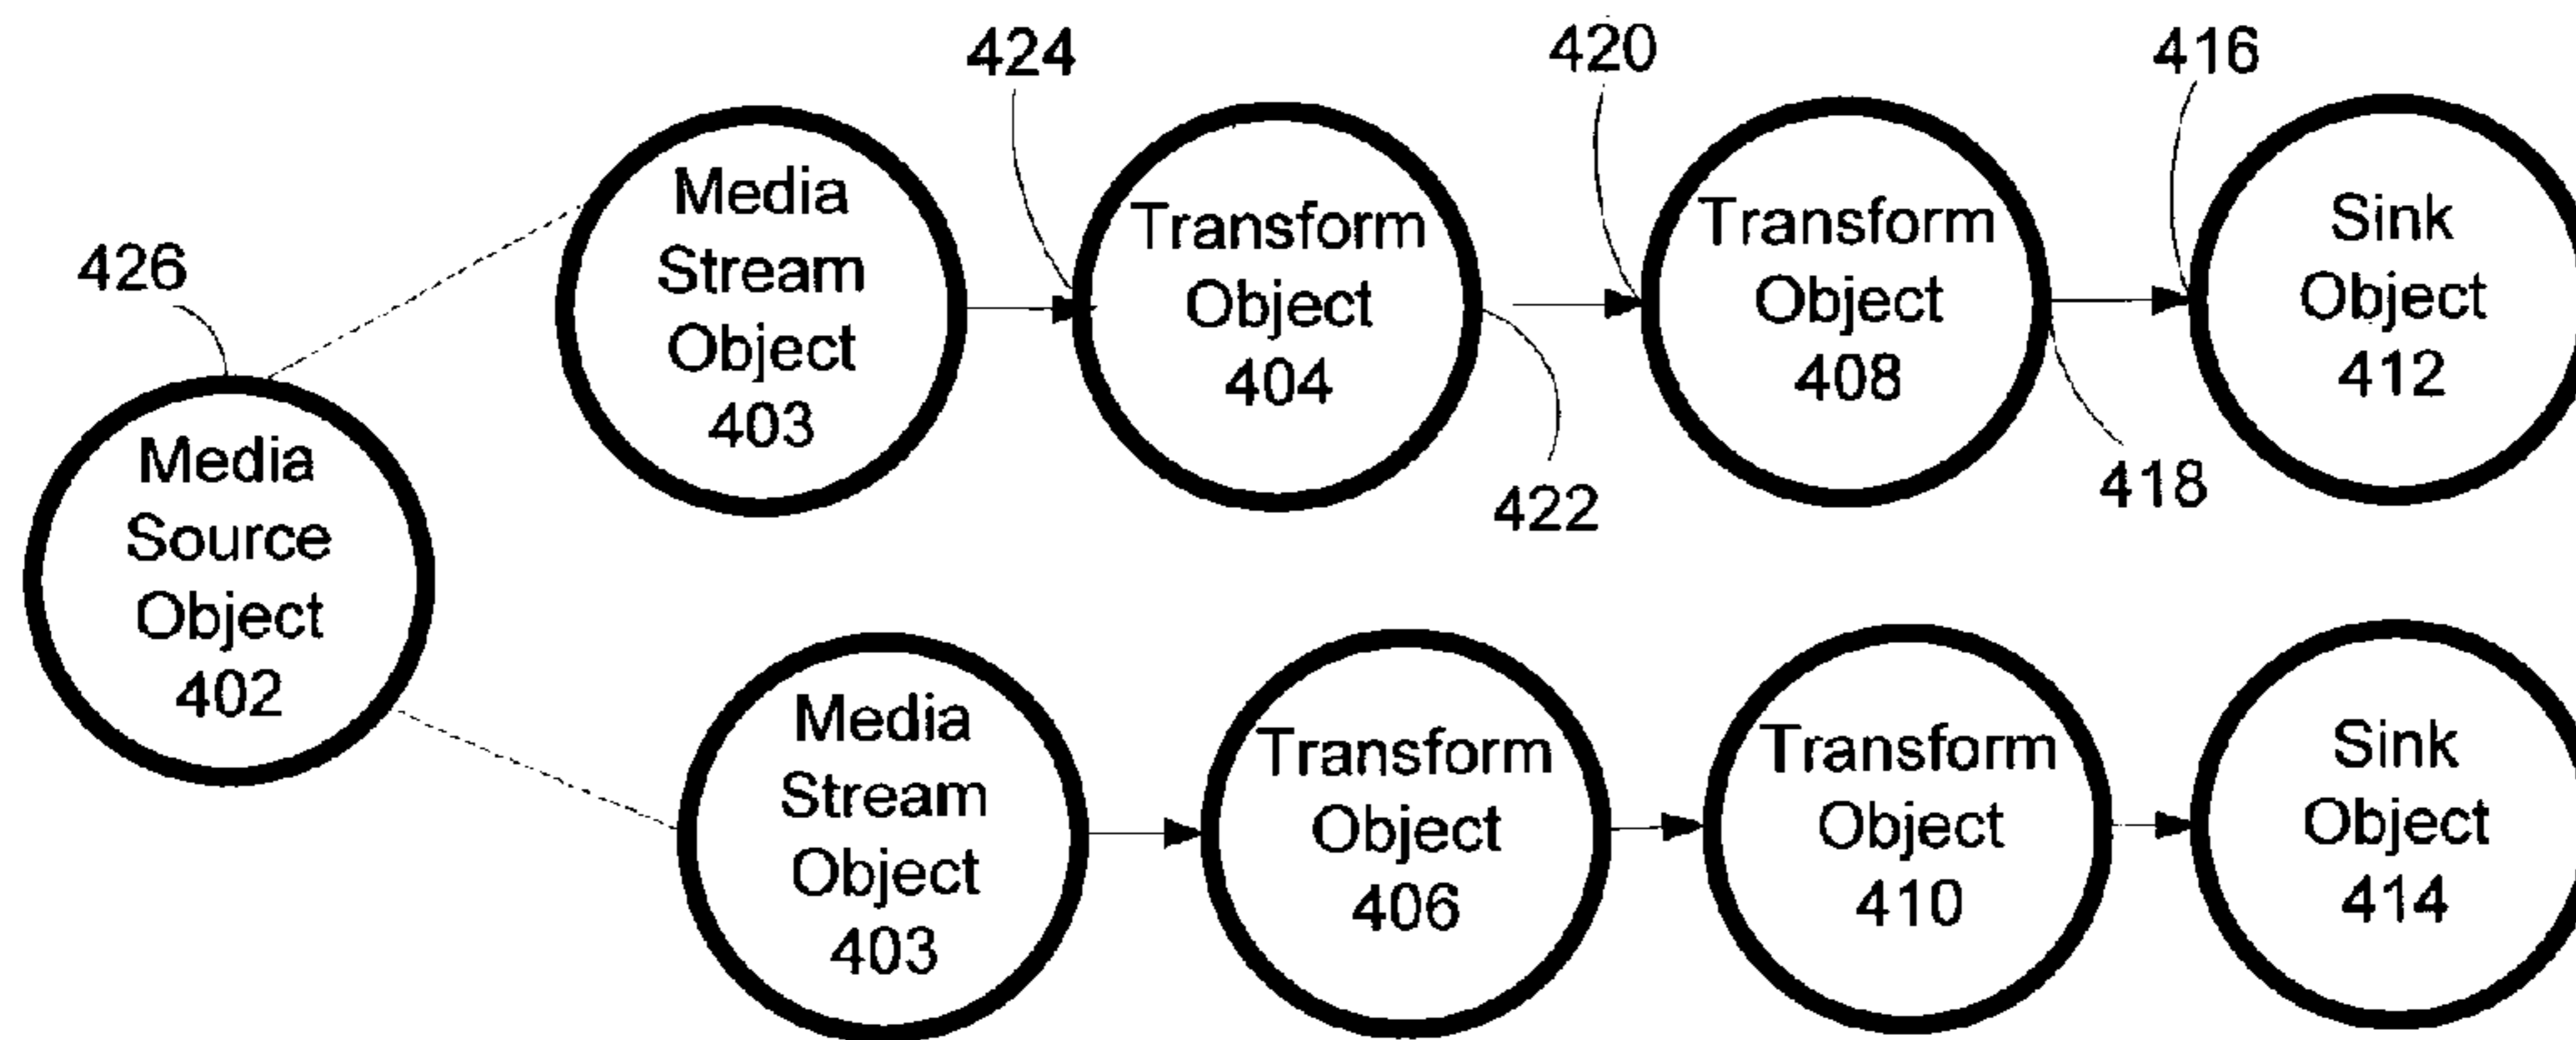 424
420
416
426
Media
Stream
Object
403
Transform
Object
404
Transform
Object
408
Sink
Object
412
422
418
Media
Source
Object
402
Media
Stream
Object
403
Transform
Object
406
Transform
Object
410
Sink
Object
414